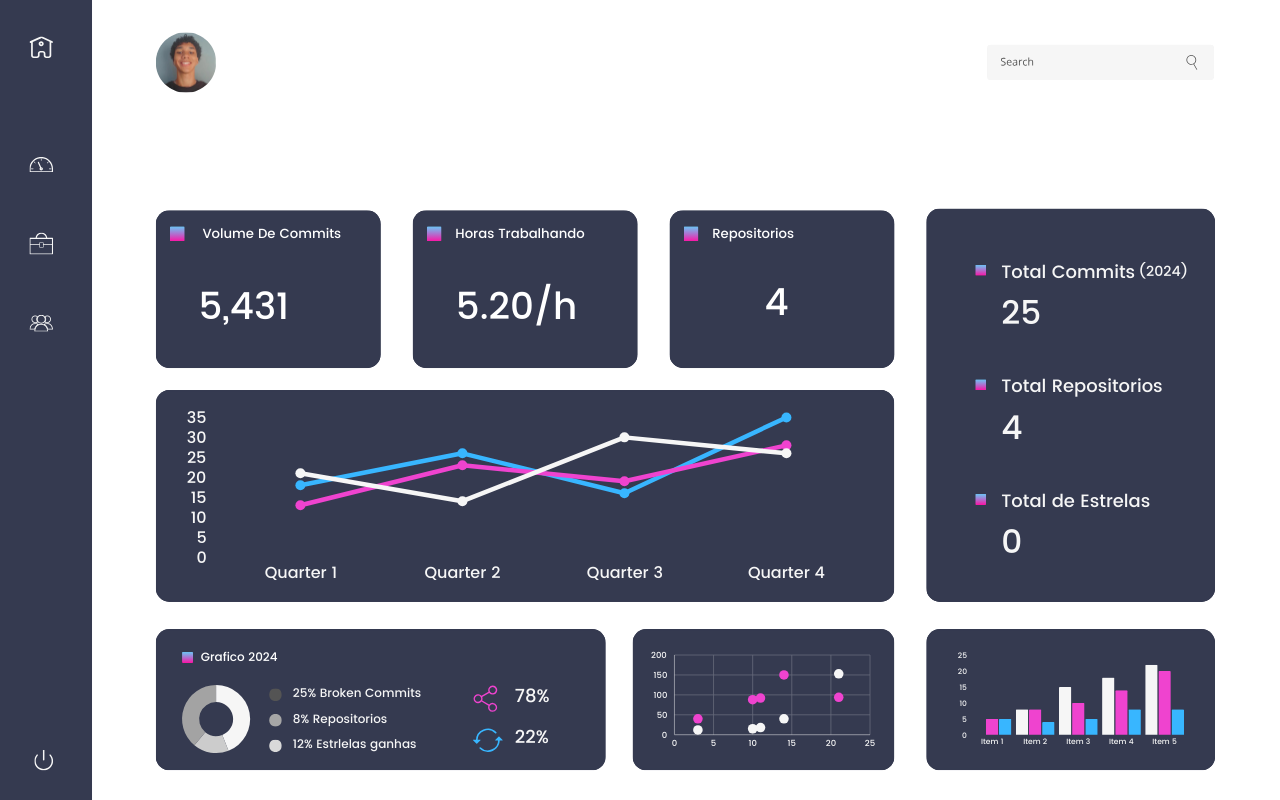 Search
Volume De Commits
5,431
Horas Trabalhando
5.20/h
Repositorios
4
Total Commits (2024)
25
Total Repositorios
4
Total de Estrelas
0
35
30
25
20
15
10
5
0
Quarter 1 Quarter 2 Quarter 3 Quarter 4
Grafico 2024
25% Broken Commits
8% Repositorios
12% Estrlelas ganhas
78%
22%
200
150
100
50
0
0 5 10 15 20 25
25
20
15
10
5
0
Item 1 Item 2 Item 3 Item 4 Item 5